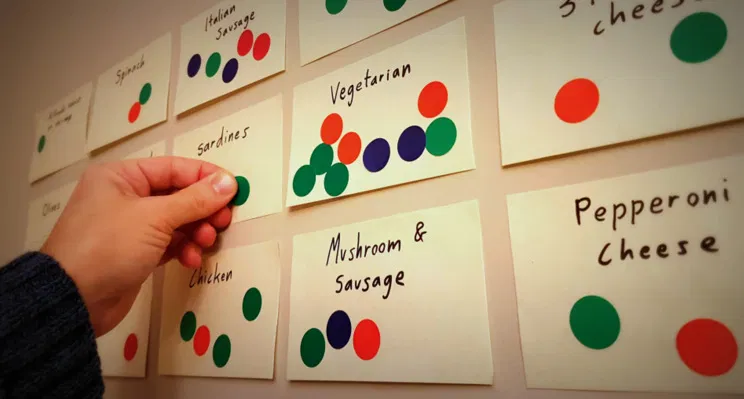 Italian
Sausage
cheese
Spinach
Vegetarian
Sardines
Olives
Pepperoni
Cheese
Mushroom &
Sausage
Chicken